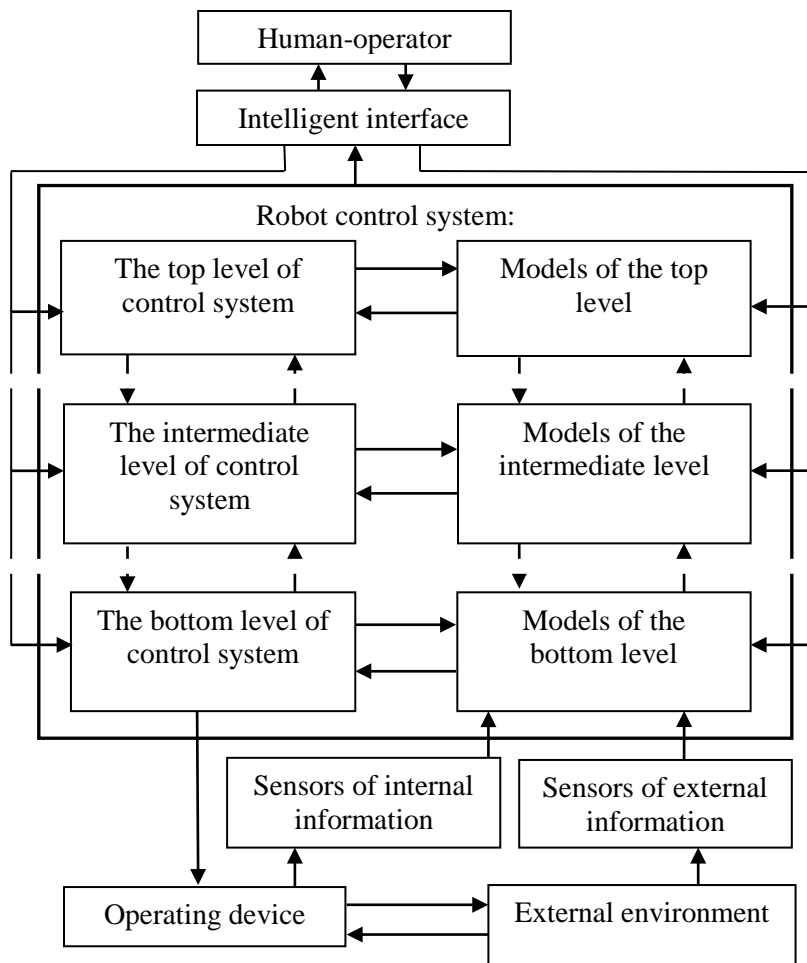 Human-operator
Intelligent interface
Robot control system:
The top level of
control system
Models of the top
level
The intermediate
level of control
system
Models of the
intermediate level
The bottom level of
control system
Models of the
bottom level
Sensors of internal
information
Sensors of external
information
Operating device
External environment